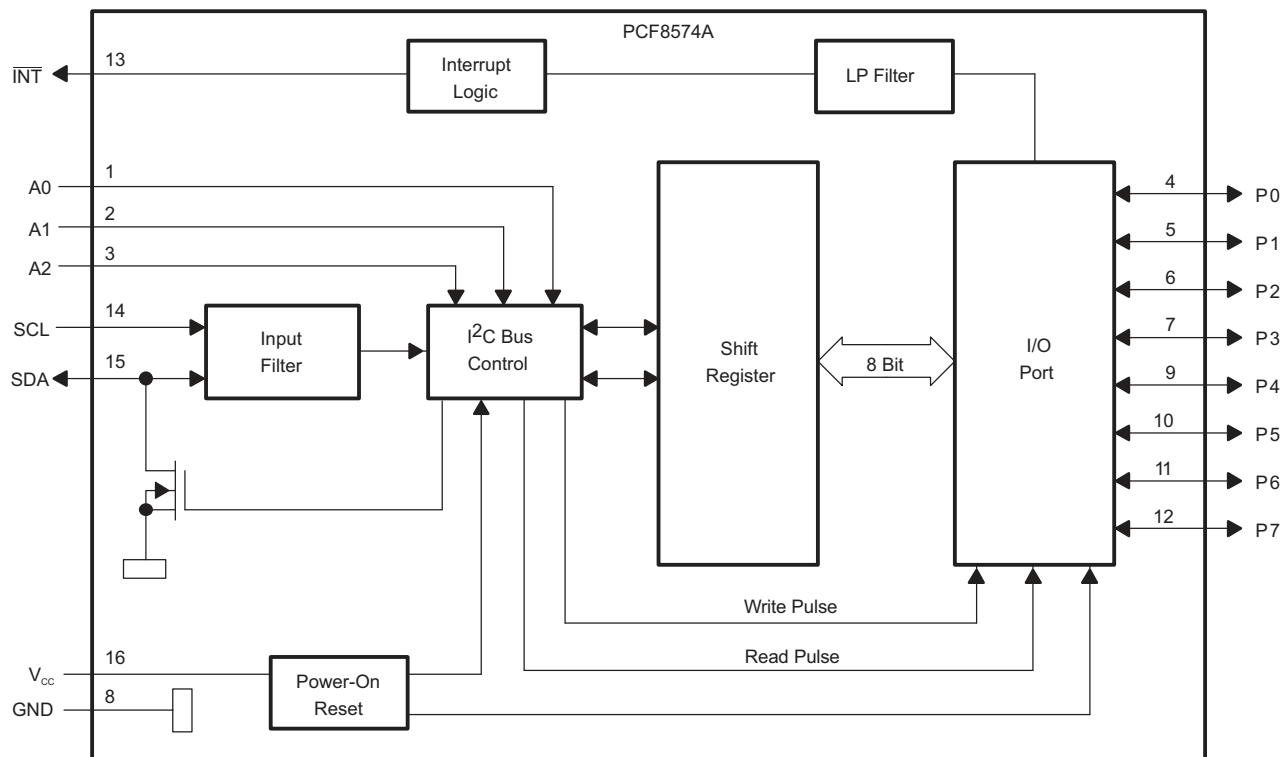 PCF8574A
INT
13
Interrupt
Logic
LP Filter
A0
1
A1
2
A2
3
SCL
14
SDA
15
Input
Filter
I2C Bus
Control
Shift
Register
8 Bit
I/O
Port
4
P0
5
P1
6
P2
7
P3
9
P4
10
P5
11
P6
12
P7
Write Pulse
Read Pulse
VCC
16
GND
8
Power-On
Reset